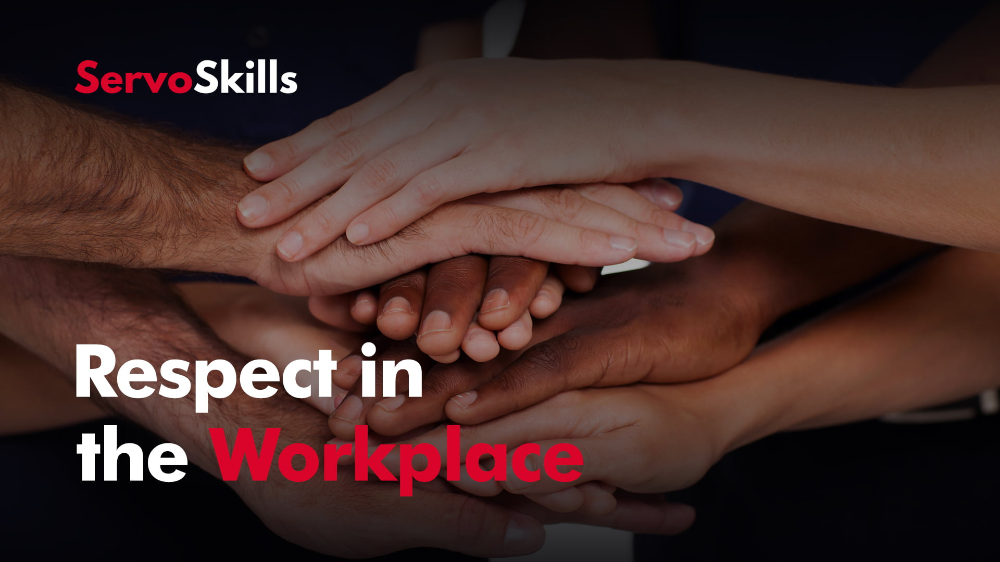 ServoSkills
Respect in
the Workplace